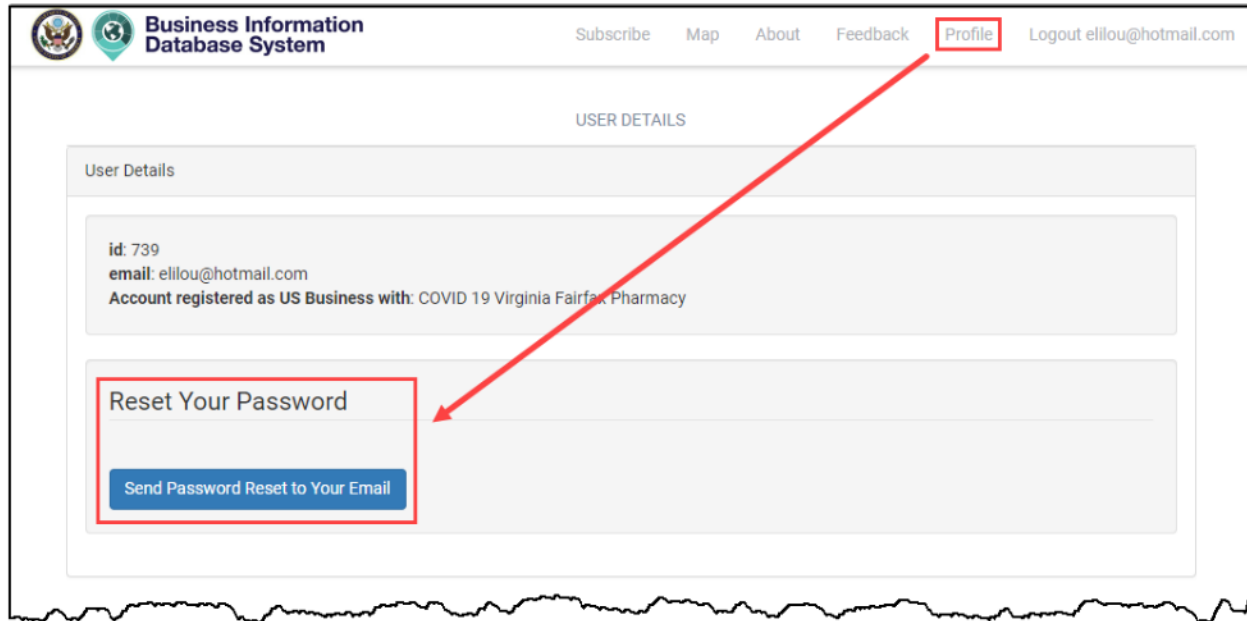 Business Information
Database System
Subscribe Map About Feedback Profile Logout elilou@hotmail.com
USER DETAILS
User Details
id: 739
email: elilou@hotmail.com
Account registered as US Business with: COVID 19 Virginia Fairfax Pharmacy
Reset Your Password
Send Password Reset to Your Email